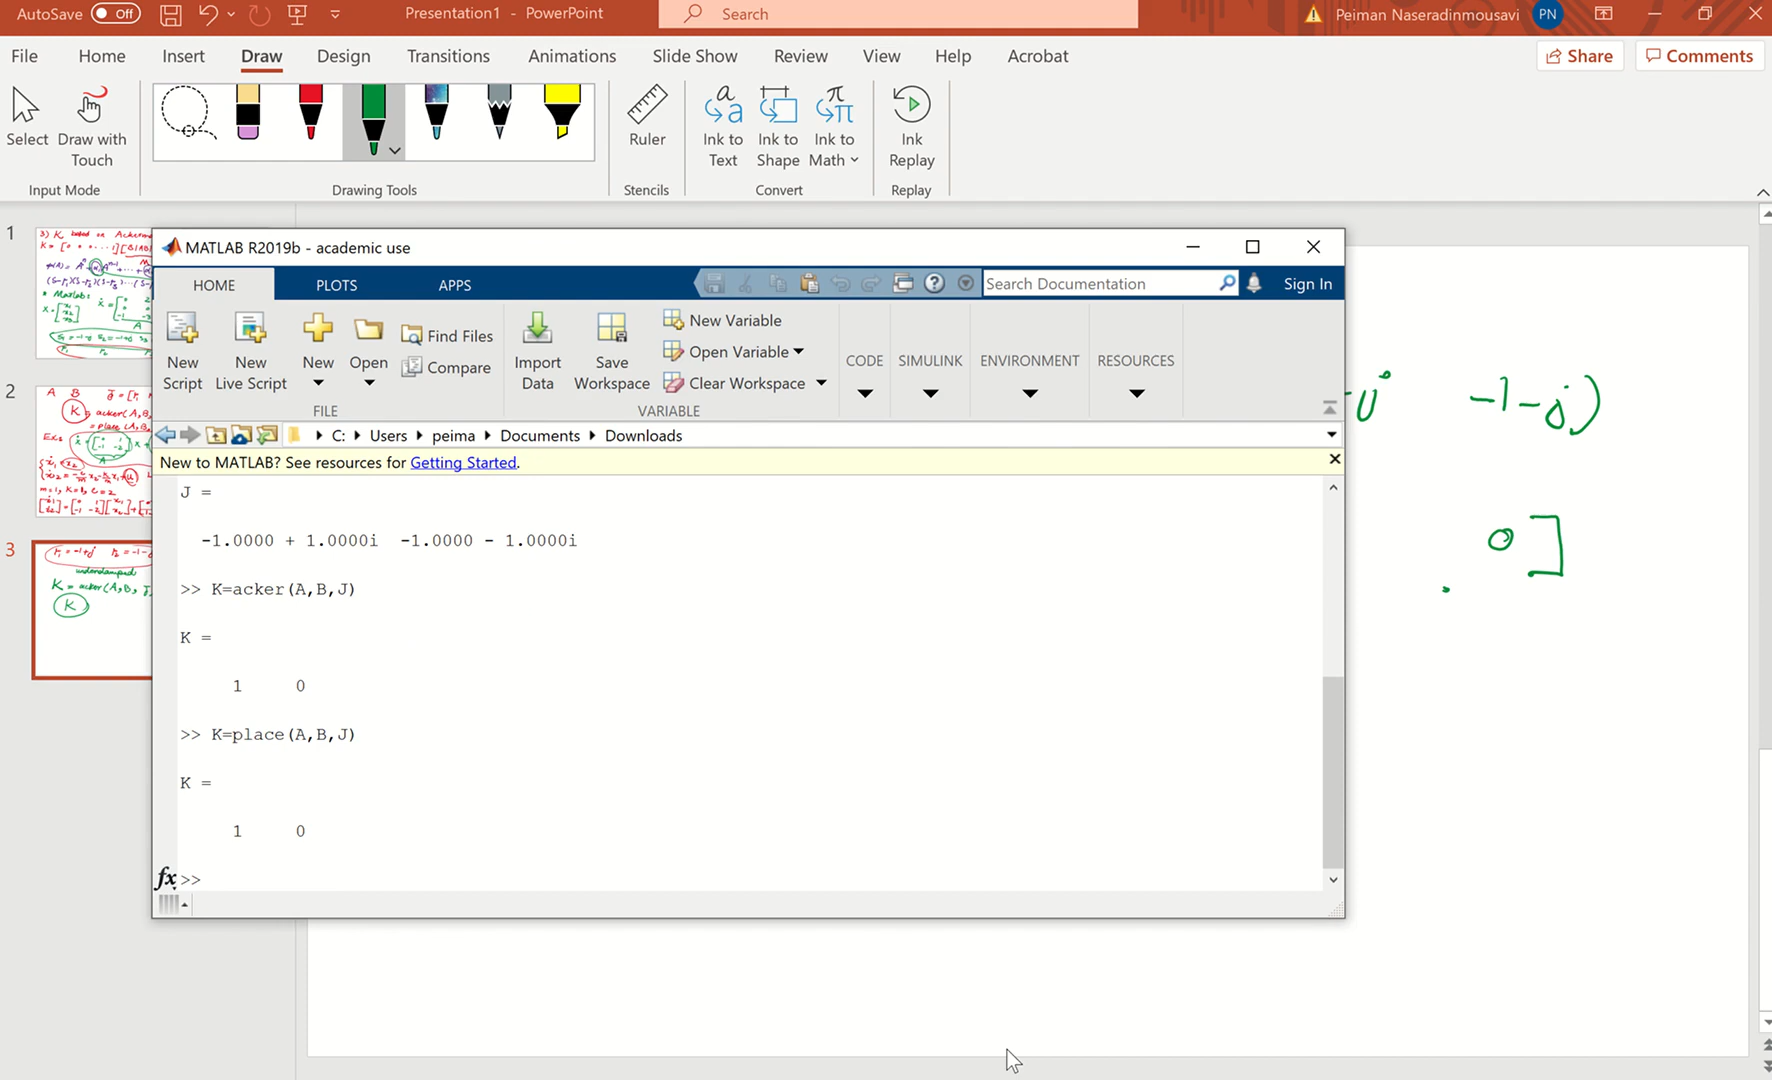 AutoSave Off Presentation1 - PowerPoint Search Peiman Naseradinmousavi PN
File Home Insert Draw Design Transitions Animations Slide Show Review View Help Acrobat Share Comments
Select Draw with Touch Ruler Ink to Text Ink to Shape Ink to Math Ink Replay
Input Mode Drawing Tools Stencils Convert Replay
1
2
3
MATLAB R2019b - academic use
HOME PLOTS APPS Search Documentation Sign In
New Script New Live Script New Open Find Files Compare Import Data Save Workspace New Variable Open Variable Clear Workspace CODE SIMULINK ENVIRONMENT RESOURCES
FILE VARIABLE
C: Users peima Documents Downloads
New to MATLAB? See resources for Getting Started.
J =
-1.0000 + 1.0000i -1.0000 - 1.0000i
>> K=acker(A,B,J)
K =
1 0
>> K=place(A,B,J)
K =
1 0
fx >>
-1-j)
0]
K = acker(A,B,
K